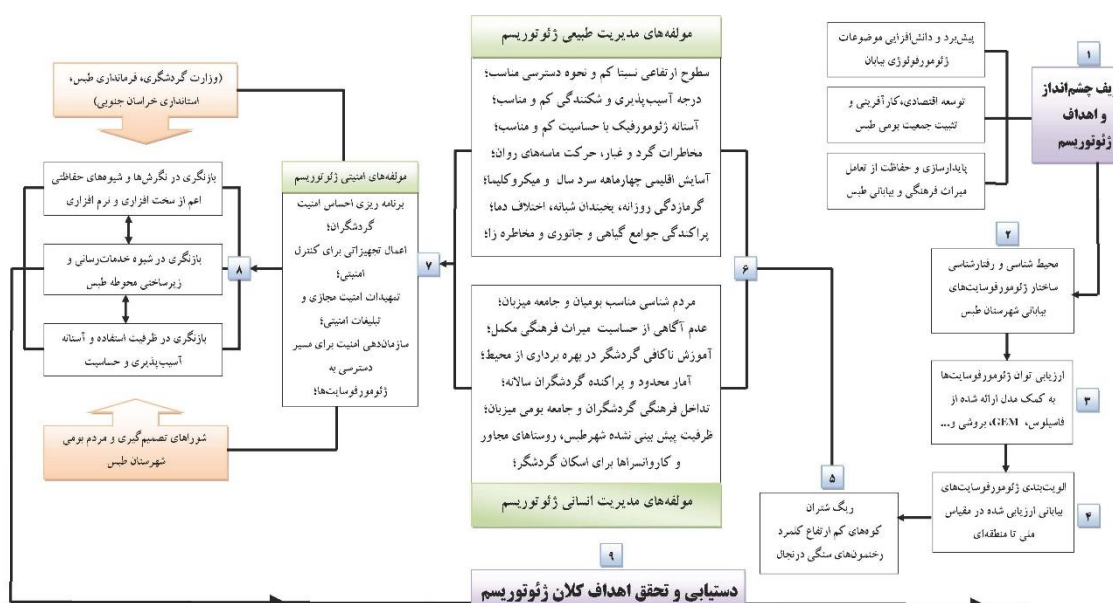 ۱
یف چشم‌انداز
و اهداف
ژئوتوریسم
پیش‌برد و دانش‌افزایی موضوعات
ژئومورفولوژی بیابان
توسعه اقتصادی، کارآفرینی و
تثبیت جمعیت بومی طبس
پایدارسازی و حفاظت از تعامل
میراث فرهنگی و بیابانی طبس
۲
محیط شناسی و رفتارشناسی
ساختار ژئومورفوسایت‌های
بیابانی شهرستان طبس
۳
ارزیابی توان ژئومورفوسایت‌ها
به کمک مدل ارائه شده از
فاسیلوس، GEM، بروشی و...
۴
الویت‌بندی ژئومورفوسایت‌های
بیابانی ارزیابی شده در مقیاس
ملی تا منطقه‌ای
۵
ریگ شتران
کوه‌های کم ارتفاع کلمرد
رخنمون‌های سنگی درنجال
۶
مولفه‌های مدیریت طبیعی ژئوتوریسم
سطوح ارتفاعی نسبتا کم و نحوه دسترسی مناسب؛
درجه آسیب‌پذیری و شکنندگی کم و مناسب؛
آستانه ژئومورفیک با حساسیت کم و مناسب؛
مخاطرات گرد و غبار، حرکت ماسه‌های روان؛
آسایش اقلیمی چهارماهه سرد سال و میکروکلیما؛
گرمازدگی روزانه، یخبندان شبانه، اختلاف دما؛
پراکندگی جوامع گیاهی و جانوری و مخاطره زا؛
مردم شناسی مناسب بومیان و جامعه میزبان؛
عدم آگاهی از حساسیت میراث فرهنگی مکمل؛
آموزش ناکافی گردشگر در بهره برداری از محیط؛
آمار محدود و پراکنده گردشگران سالانه؛
تداخل فرهنگی گردشگران و جامعه بومی میزبان؛
ظرفیت پیش بینی نشده شهرطبس، روستاهای مجاور
و کاروانسراها برای اسکان گردشگر؛
مولفه‌های مدیریت انسانی ژئوتوریسم
۷
(وزارت گردشگری، فرمانداری طبس،
استانداری خراسان جنوبی)
مولفه‌های امنیتی ژئوتوریسم
برنامه ریزی احساس امنیت
گردشگران؛
اعمال تجهیزاتی برای کنترل
امنیتی؛
تمهیدات امنیت مجازی و
تبلیغات امنیتی؛
سازمان‌دهی امنیت برای مسیر
دسترسی به
ژئومورفوسایت‌ها؛
شوراهای تصمیم‌گیری و مردم بومی
شهرستان طبس
۸
بازنگری در نگرش‌ها و شیوه‌های حفاظتی
اعم از سخت افزاری و نرم افزاری
بازنگری در شیوه خدمات‌رسانی و
زیرساختی محوطه طبس
بازنگری در ظرفیت استفاده و آستانه
آسیب‌پذیری و حساسیت
۹
دستیابی و تحقق اهداف کلان ژئوتوریسم